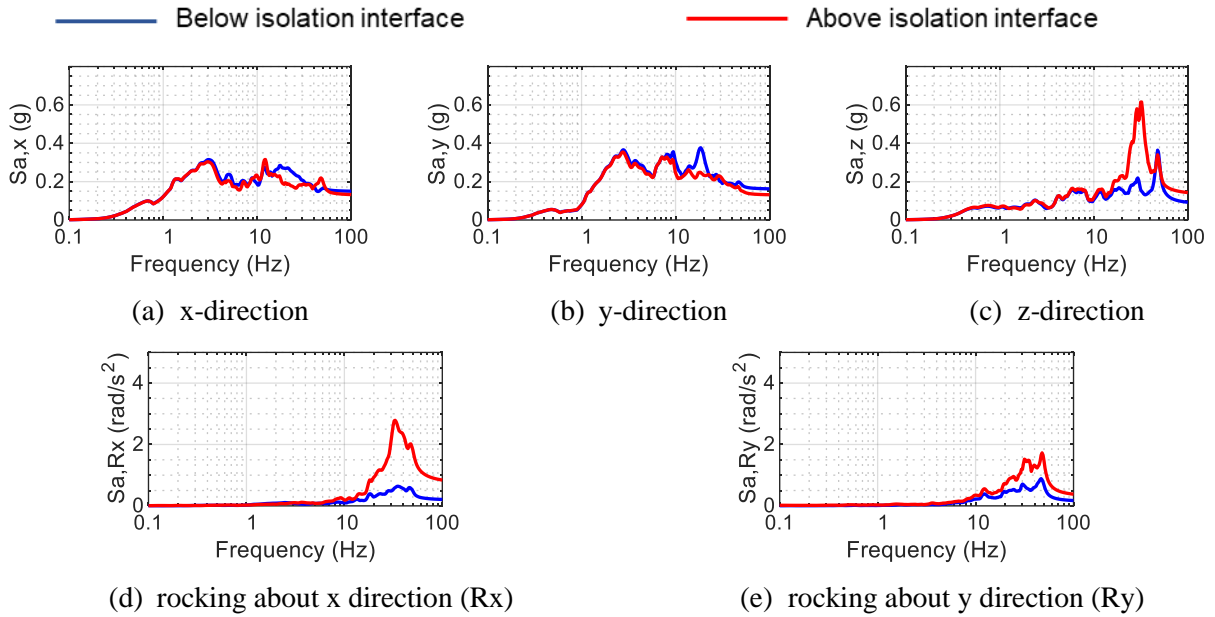 Below isolation interface Above isolation interface
Sa,x (g) Sa,y (g) Sa,z (g)
0.6 0.6 0.6
0.4 0.4 0.4
0.2 0.2 0.2
0 0 0
0.1 1 10 100 0.1 1 10 100 0.1 1 10 100
Frequency (Hz) Frequency (Hz) Frequency (Hz)
(a) x-direction (b) y-direction (c) z-direction
Sa,Rx (rad/s²) Sa,Ry (rad/s²)
4 4
2 2
0 0
0.1 1 10 100 0.1 1 10 100
Frequency (Hz) Frequency (Hz)
(d) rocking about x direction (Rx) (e) rocking about y direction (Ry)